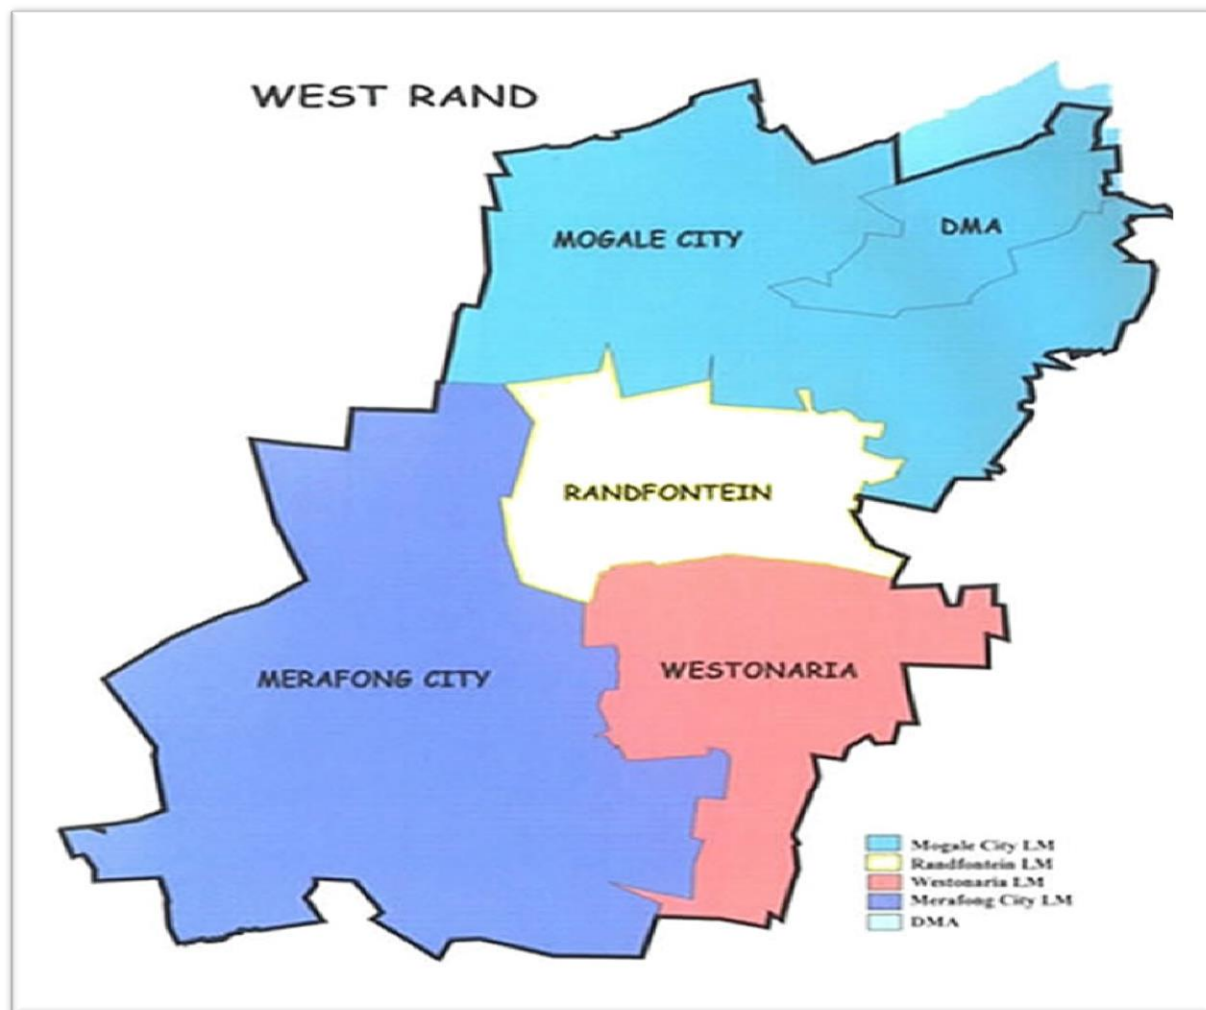 WEST RAND
MOGALE CITY
DMA
RANDFONTEIN
MERAFONG CITY
WESTONARIA
Mogale City LM
Randfontein LM
Westonaria LM
Merafong City LM
DMA